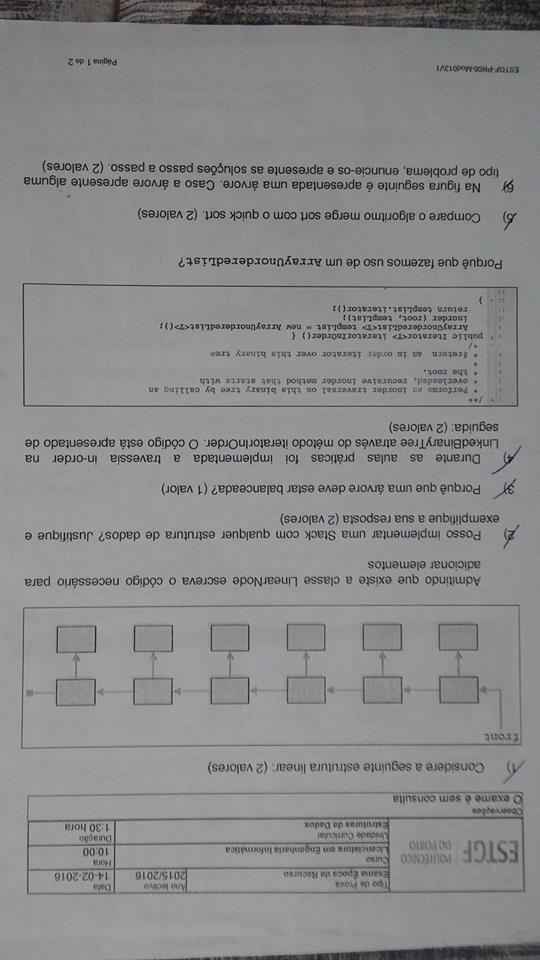 ESTGF POLITÉCNICO DO PORTO
Tipo de Prova
Exame Época de Recurso
Ano lectivo
2015/2016
Data
14-02-2016
Curso
Licenciatura em Engenharia Informática
Hora
10:00
Unidade Curricular
Estruturas de Dados
Duração
1:30 hora
Observações
O exame é sem consulta
1) Considere a seguinte estrutura linear: (2 valores)
front
Admitindo que existe a classe LinearNode escreva o código necessário para
adicionar elementos
2) Posso implementar uma Stack com qualquer estrutura de dados? Justifique e
exemplifique a sua resposta (2 valores)
3) Porquê que uma árvore deve estar balanceada? (1 valor)
4) Durante as aulas práticas foi implementada a travessia in-order na
LinkedBinaryTree através do método iteratorInOrder. O código está apresentado de
seguida: (2 valores)
/**
* Performs an inorder traversal on this binary tree by calling an
* overloaded, recursive inorder method that starts with
* the root.
*
* @return an in order iterator over this binary tree
*/
public Iterator<T> iteratorInOrder() {
ArrayUnorderedList<T> tempList = new ArrayUnorderedList<T>();
inorder (root, tempList);
return tempList.iterator();
}
Porquê que fazemos uso de um ArrayUnorderedList?
5) Compare o algoritmo merge sort com o quick sort. (2 valores)
6) Na figura seguinte é apresentada uma árvore. Caso a árvore apresente alguma
tipo de problema, enuncie-os e apresente as soluções passo a passo. (2 valores)
ESTGF-PR05-Mod013V1
Página 1 de 2